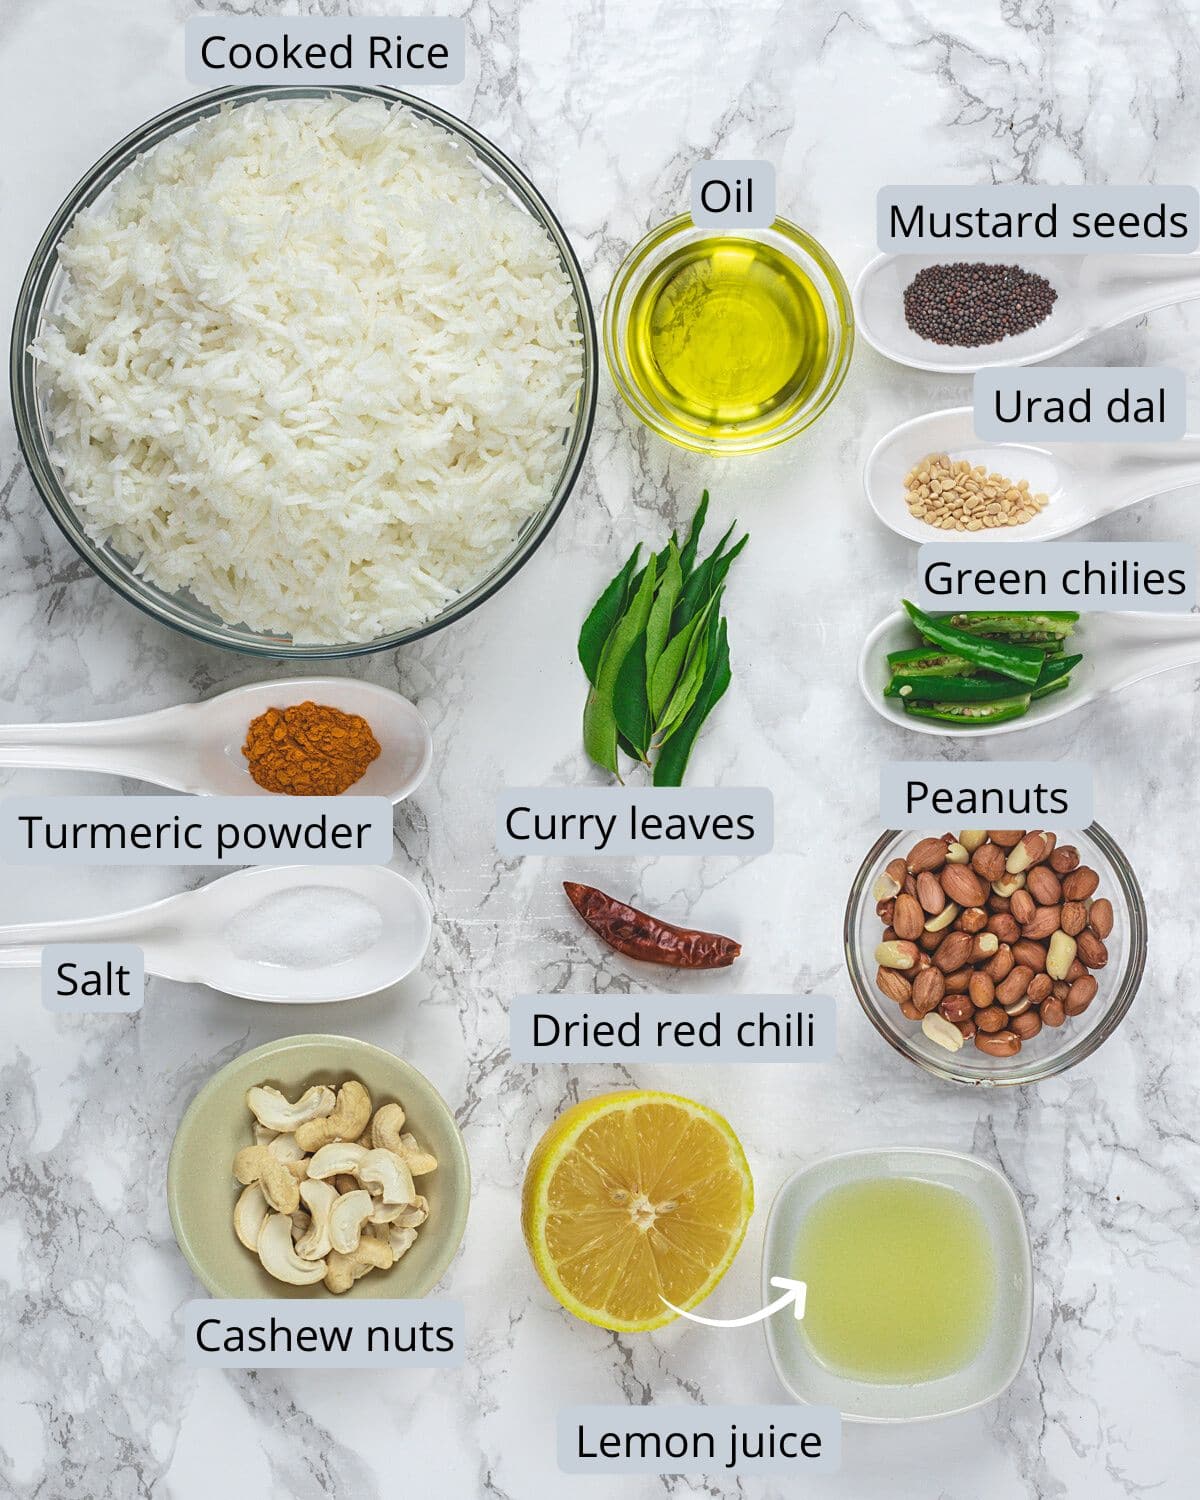 Cooked Rice
Oil
Mustard seeds
Urad dal
Green chilies
Turmeric powder
Curry leaves
Peanuts
Salt
Dried red chili
Cashew nuts
Lemon juice